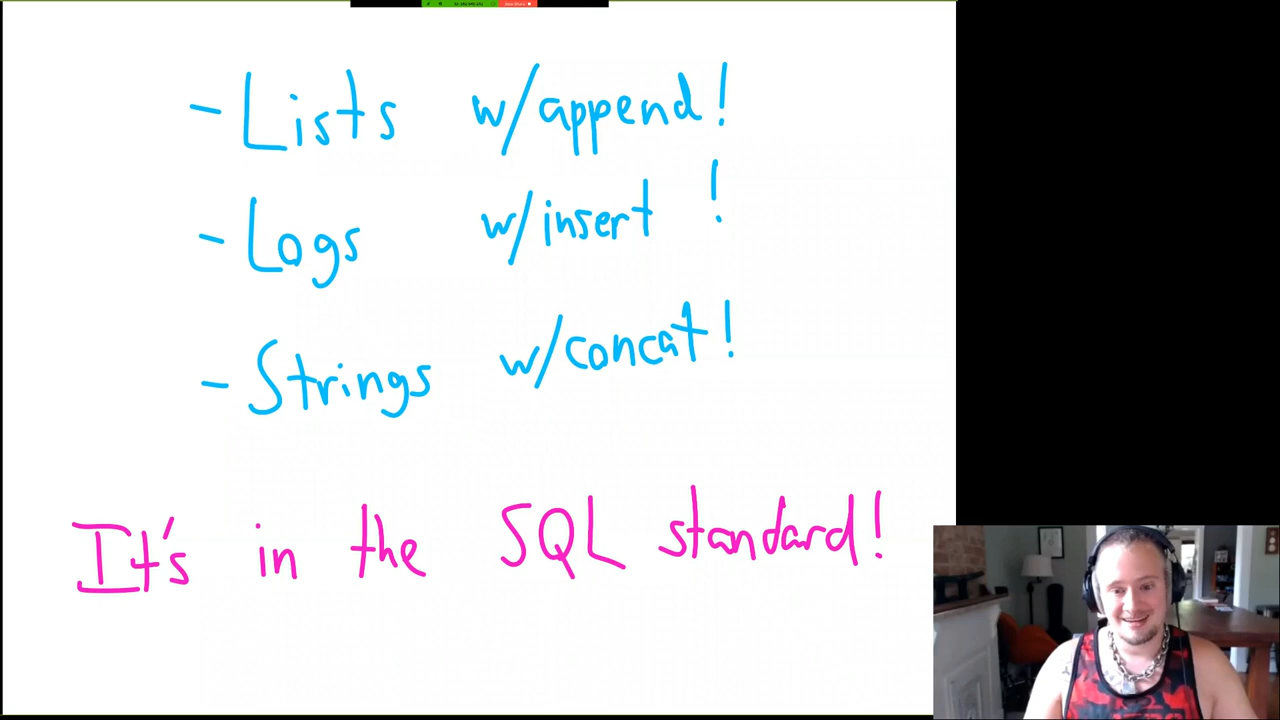 - Lists w/append!
- Logs w/insert !
- Strings w/concat!
It's in the SQL standard!